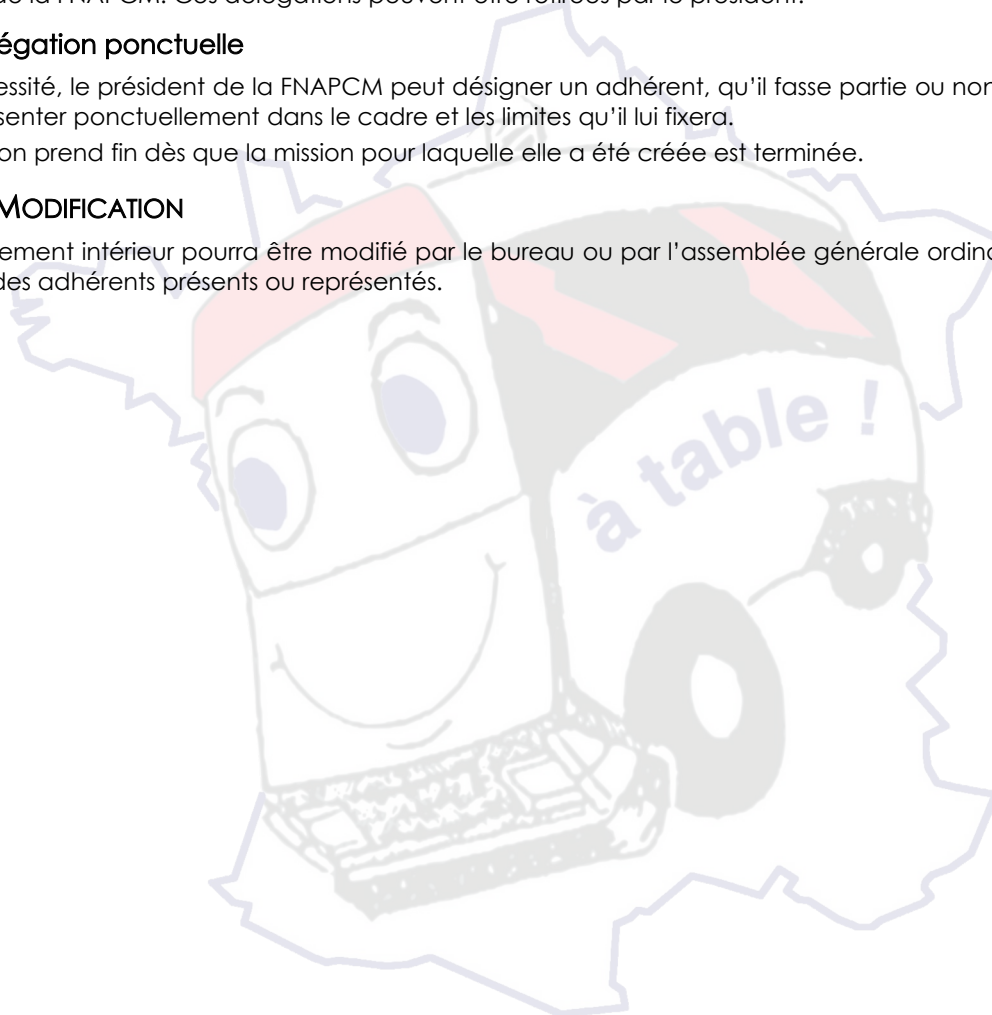 de la FNAPCM. Ces délégations peuvent être retirées par le président.
égation ponctuelle
essité, le président de la FNAPCM peut désigner un adhérent, qu’il fasse partie ou non
senter ponctuellement dans le cadre et les limites qu’il lui fixera.
on prend fin dès que la mission pour laquelle elle a été créée est terminée.
MODIFICATION
ement intérieur pourra être modifié par le bureau ou par l’assemblée générale ordina
des adhérents présents ou représentés.
à table !